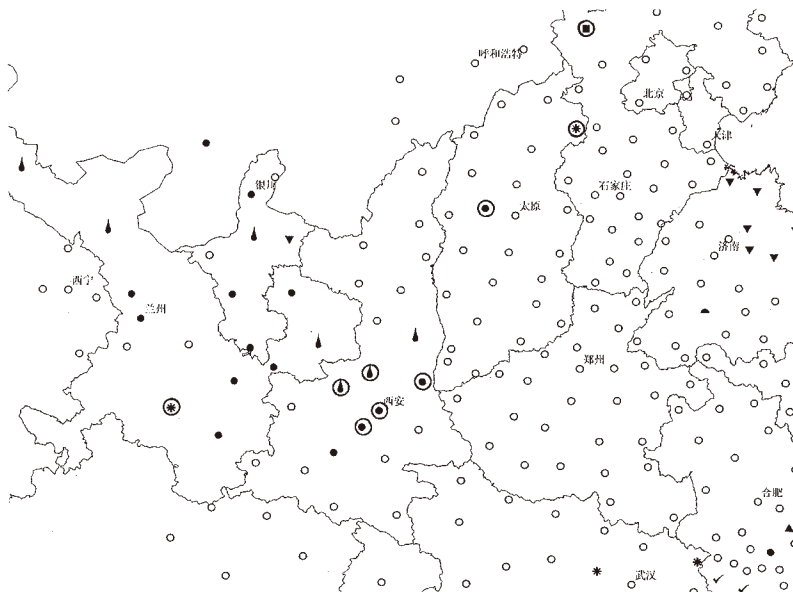 呼和浩特
北京
天津
银川
石家庄
太原
济南
西宁
兰州
郑州
西安
合肥
武汉